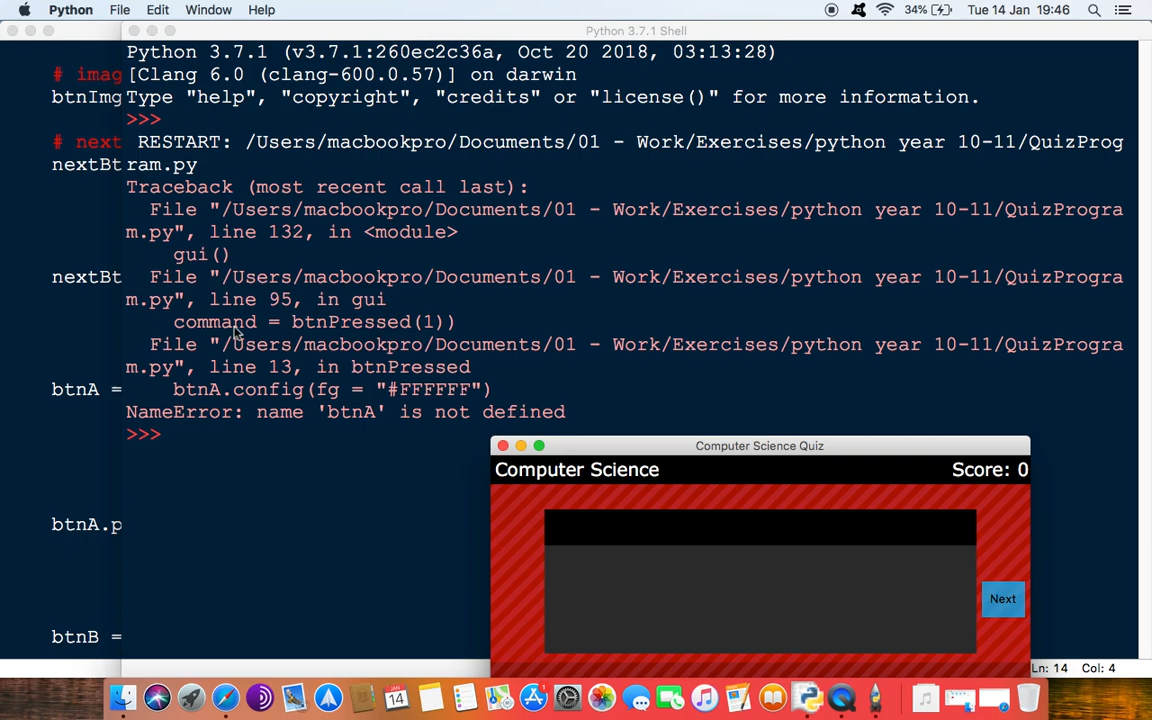 Python File Edit Window Help 34% Tue 14 Jan 19:46
Python 3.7.1 Shell
Python 3.7.1 (v3.7.1:260ec2c36a, Oct 20 2018, 03:13:28)
# imag
[Clang 6.0 (clang-600.0.57)] on darwin
btnImg
Type "help", "copyright", "credits" or "license()" for more information.
>>>
# next
RESTART: /Users/macbookpro/Documents/01 - Work/Exercises/python year 10-11/QuizProg
nextBt
ram.py
Traceback (most recent call last):
File "/Users/macbookpro/Documents/01 - Work/Exercises/python year 10-11/QuizProgra
m.py", line 132, in <module>
gui()
nextBt
File "/Users/macbookpro/Documents/01 - Work/Exercises/python year 10-11/QuizProgra
m.py", line 95, in gui
command = btnPressed(1))
File "/Users/macbookpro/Documents/01 - Work/Exercises/python year 10-11/QuizProgra
m.py", line 13, in btnPressed
btnA =
btnA.config(fg = "#FFFFFF")
NameError: name 'btnA' is not defined
>>>
Computer Science Quiz
Computer Science Score: 0
btnA.p
Next
btnB =
Ln: 14 Col: 4
JAN
14